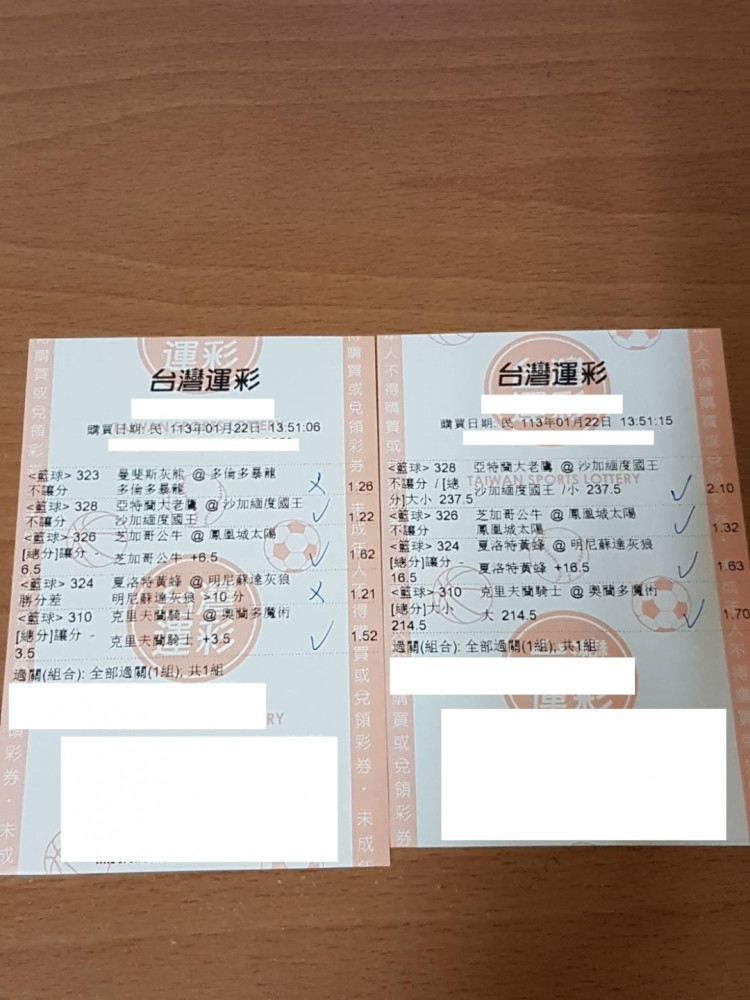 台灣運彩
購買日期: 民 113年01月22日 13:51:06
<籃球> 323 曼斐斯灰熊 @ 多倫多暴龍
不讓分 多倫多暴龍 1.26
<籃球> 328 亞特蘭大老鷹 @ 沙加緬度國王
不讓分 沙加緬度國王 1.22
<籃球> 326 芝加哥公牛 @ 鳳凰城太陽
[總分]讓分 - 芝加哥公牛 +6.5 1.62
6.5
<籃球> 324 夏洛特黃蜂 @ 明尼蘇達灰狼
勝分差 明尼蘇達灰狼 >10 分 1.21
<籃球> 310 克里夫蘭騎士 @ 奧蘭多魔術
[總分]讓分 - 克里夫蘭騎士 +3.5 1.52
3.5
過關(組合): 全部過關(1組), 共1組
台灣運彩
購買日期: 民 113年01月22日 13:51:15
TAIWAN SPORTS LOTTERY
<籃球> 328 亞特蘭大老鷹 @ 沙加緬度國王
不讓分 / [總 沙加緬度國王 /小 237.5 2.10
分]大小 237.5
<籃球> 326 芝加哥公牛 @ 鳳凰城太陽
不讓分 鳳凰城太陽 1.32
<籃球> 324 夏洛特黃蜂 @ 明尼蘇達灰狼
[總分]讓分 - 夏洛特黃蜂 +16.5 1.63
16.5
<籃球> 310 克里夫蘭騎士 @ 奧蘭多魔術
[總分]大小 大 214.5 1.70
214.5
過關(組合): 全部過關(1組), 共1組